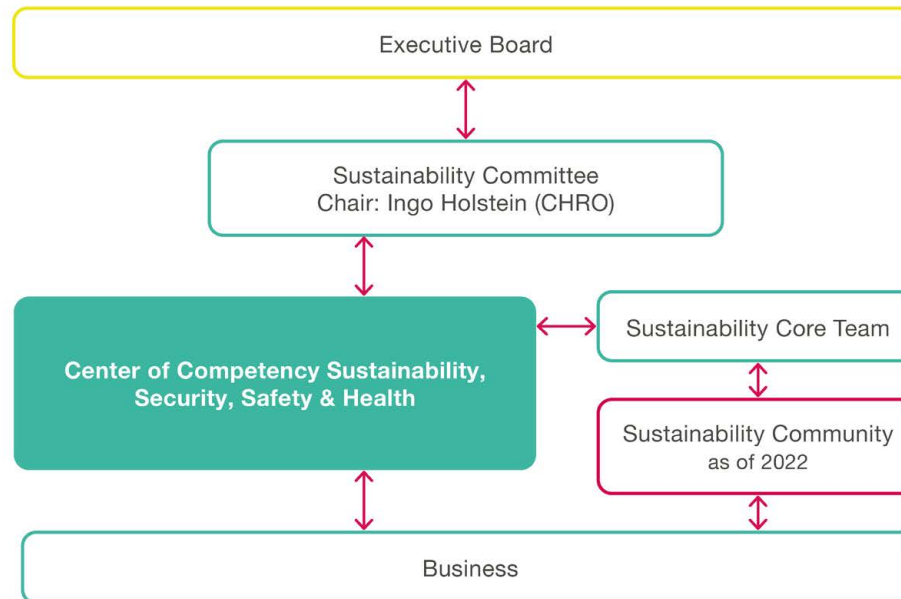 Executive Board
Sustainability Committee
Chair: Ingo Holstein (CHRO)
Center of Competency Sustainability,
Security, Safety & Health
Sustainability Core Team
Sustainability Community
as of 2022
Business